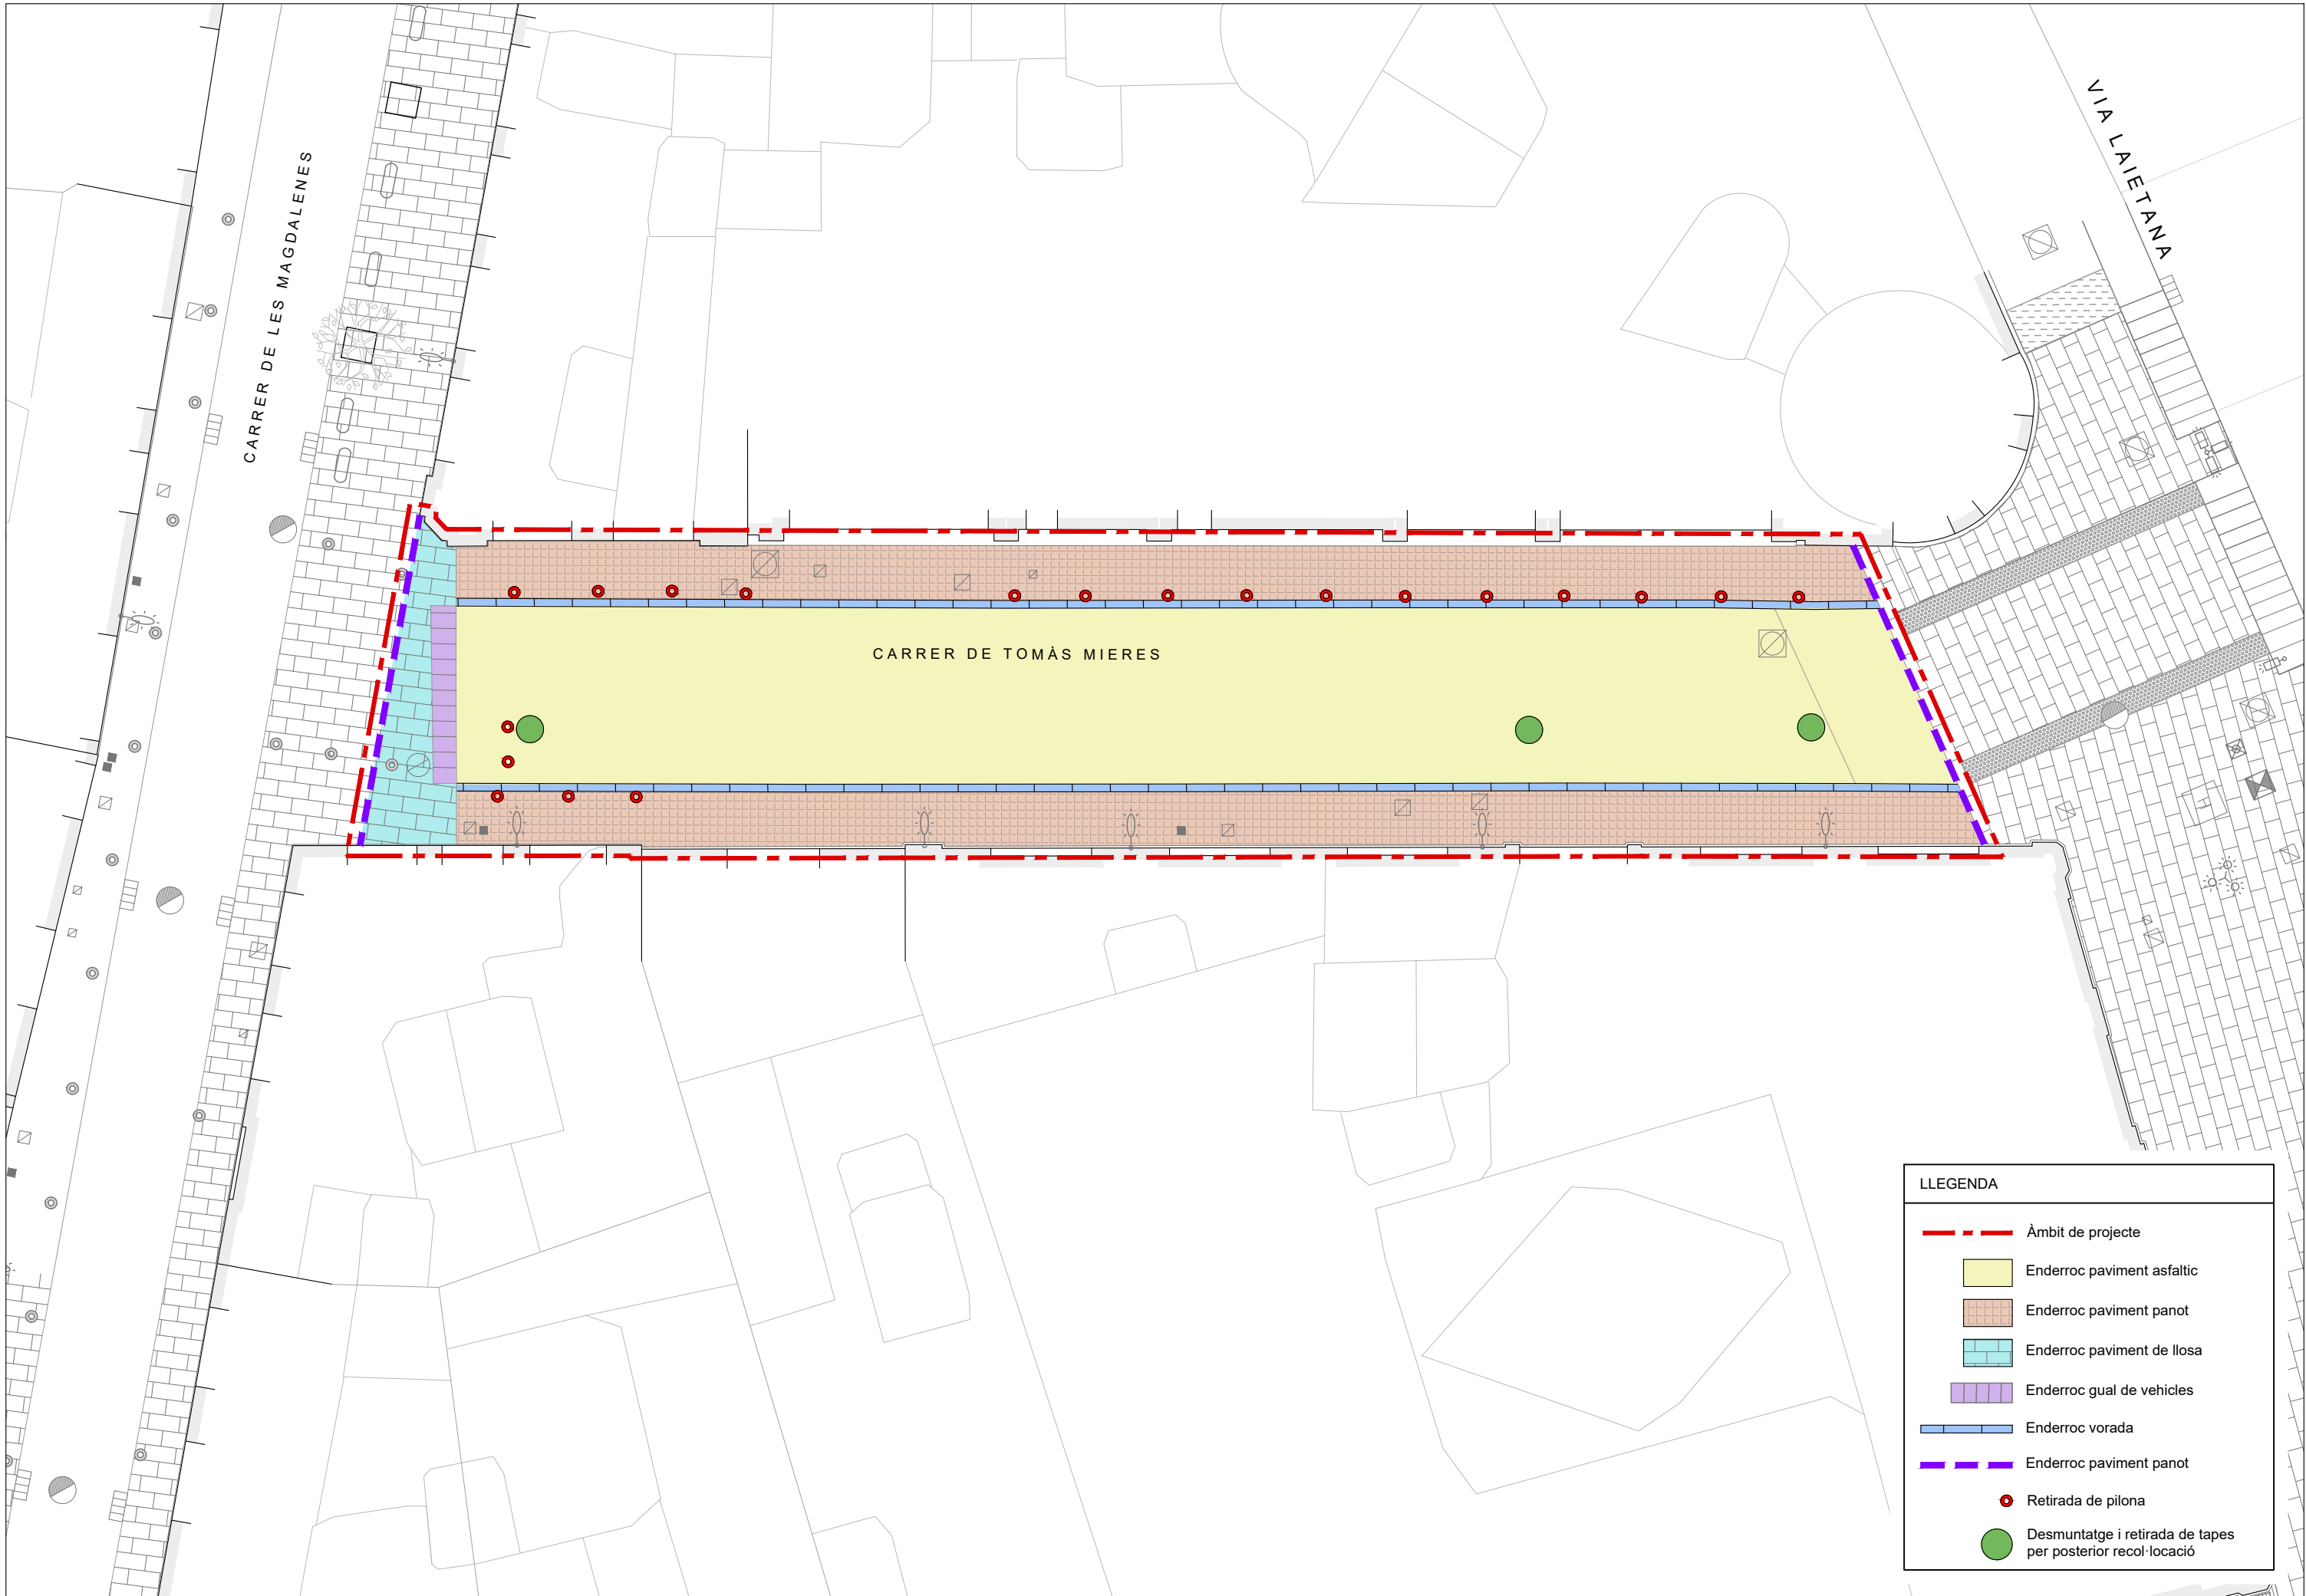 CARRER DE LES MAGDALENES
VIA LAIETANA
CARRER DE TOMÀS MIERES
LLEGENDA
Àmbit de projecte
Enderroc paviment asfaltic
Enderroc paviment panot
Enderroc paviment de llosa
Enderroc gual de vehicles
Enderroc vorada
Enderroc paviment panot
Retirada de pilona
Desmuntatge i retirada de tapes
per posterior recol·locació